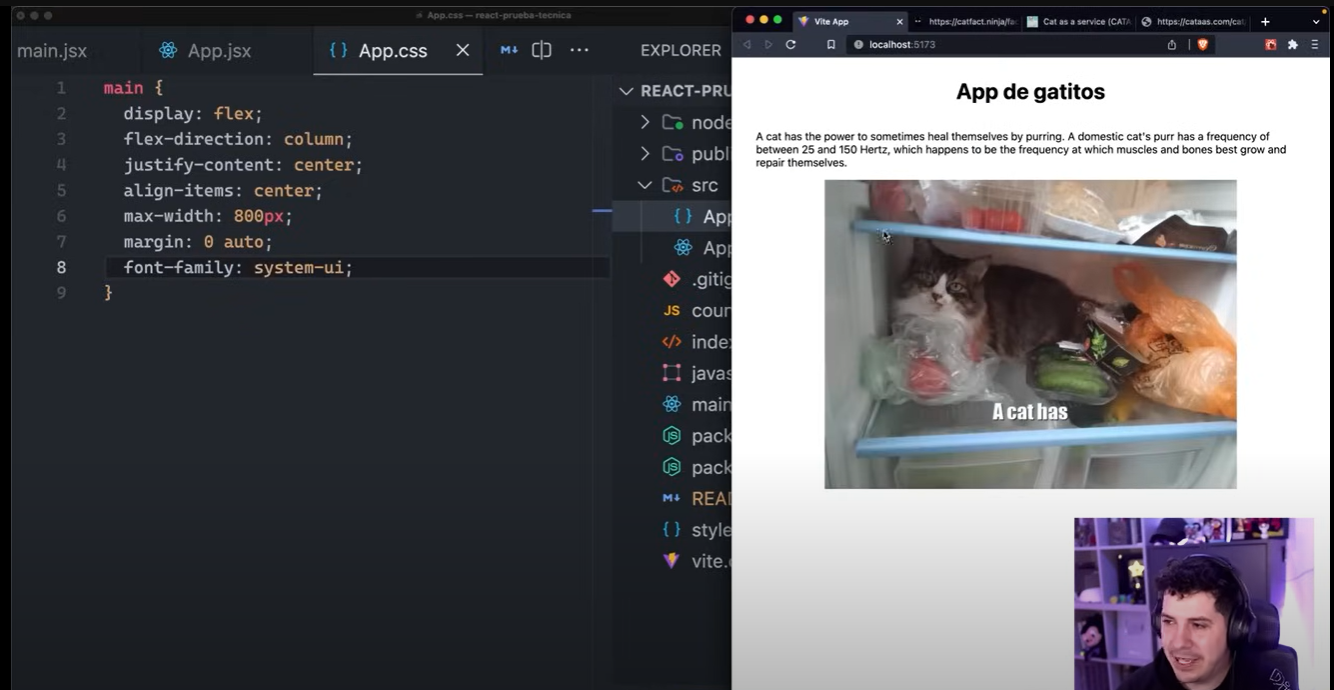 App.css — react-prueba-tecnica
main.jsx
App.jsx
{ } App.css
M↓
EXPLORER
1 main {
2 display: flex;
3 flex-direction: column;
4 justify-content: center;
5 align-items: center;
6 max-width: 800px;
7 margin: 0 auto;
8 font-family: system-ui;
9 }
REACT-PRU
node
publ
src
{ } App
App
.gitig
JS cour
</> index
javas
main
JS pack
JS pack
M↓ REA
{ } style
vite.c
Vite App
https://catfact.ninja/fac
Cat as a service (CATA
https://cataas.com/cat
localhost:5173
App de gatitos
A cat has the power to sometimes heal themselves by purring. A domestic cat's purr has a frequency of
between 25 and 150 Hertz, which happens to be the frequency at which muscles and bones best grow and
repair themselves.
A cat has